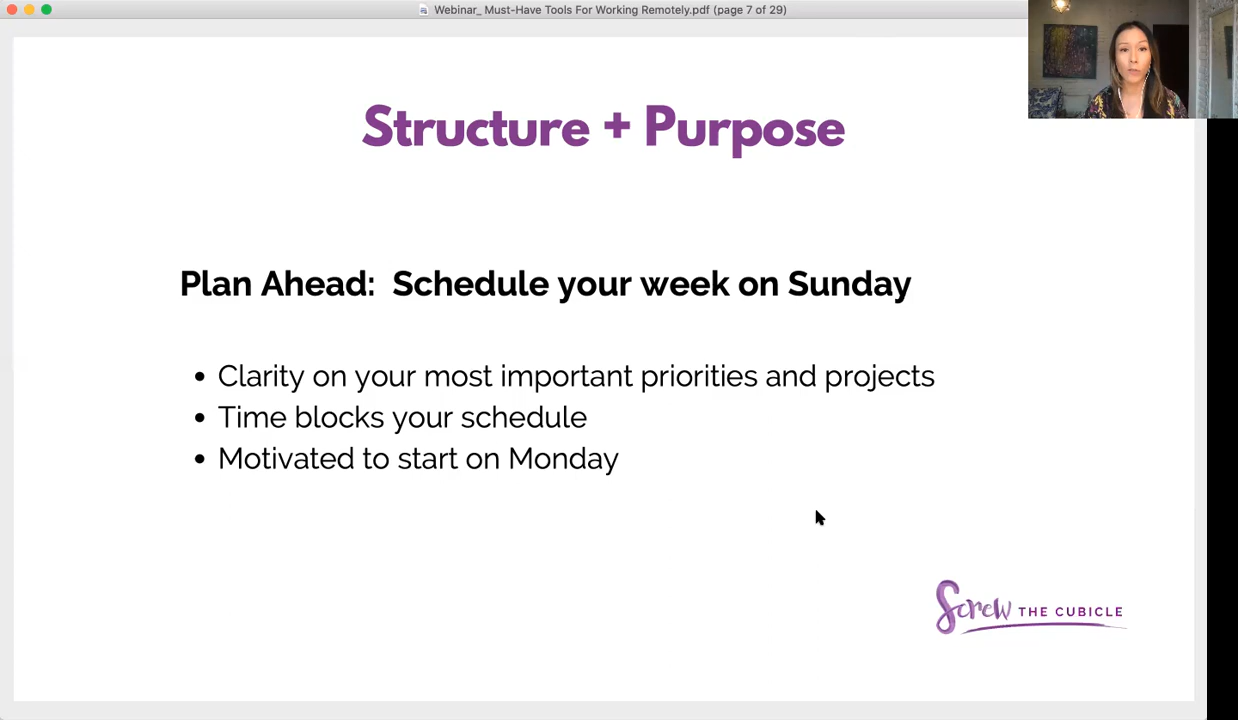 Webinar_ Must-Have Tools For Working Remotely.pdf (page 7 of 29)
Structure + Purpose
Plan Ahead:  Schedule your week on Sunday
• Clarity on your most important priorities and projects
• Time blocks your schedule
• Motivated to start on Monday
Screw THE CUBICLE